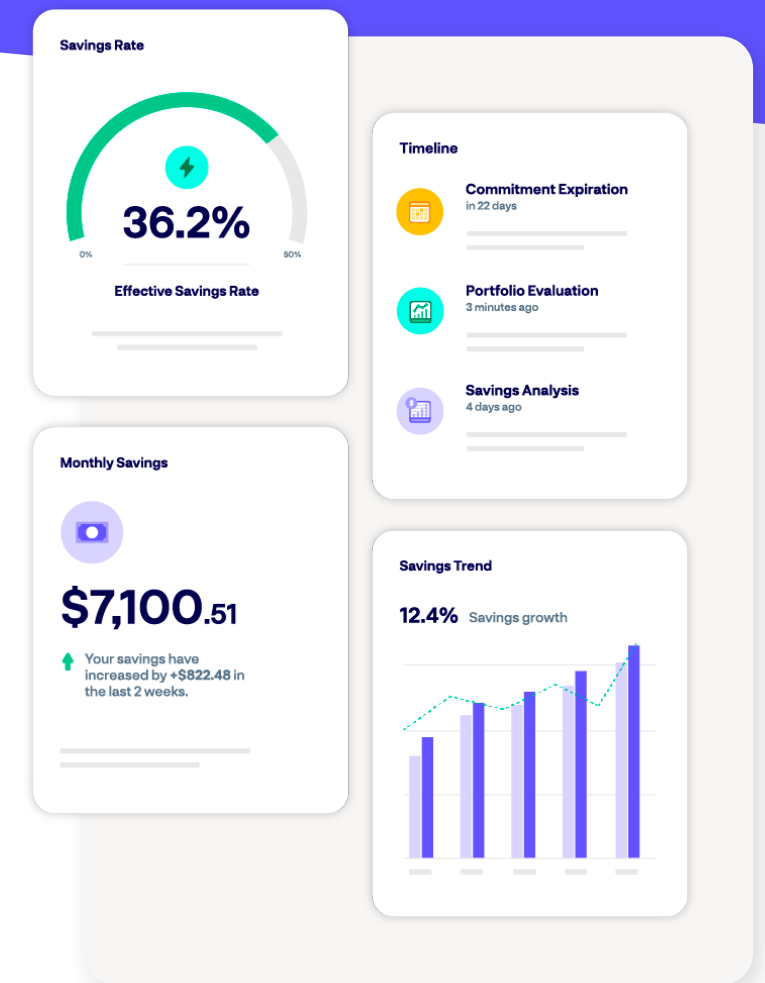 Savings Rate
36.2%
0%
50%
Effective Savings Rate
Timeline
Commitment Expiration
in 22 days
Portfolio Evaluation
3 minutes ago
Savings Analysis
4 days ago
Monthly Savings
$7,100.51
Your savings have
increased by +$822.48 in
the last 2 weeks.
Savings Trend
12.4% Savings growth